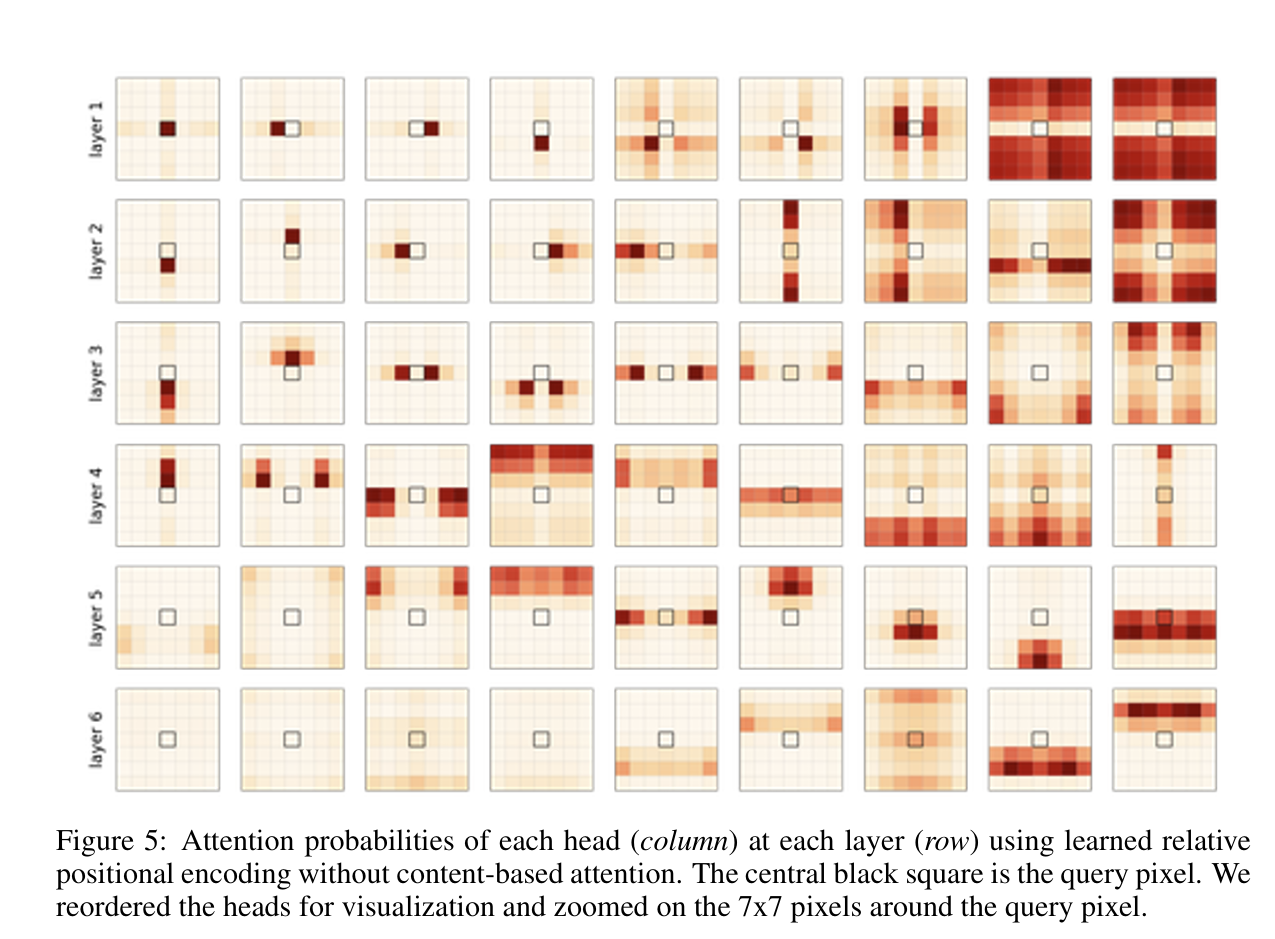 layer 1
layer 2
layer 3
layer 4
layer 5
layer 6
Figure 5: Attention probabilities of each head (column) at each layer (row) using learned relative
positional encoding without content-based attention. The central black square is the query pixel. We
reordered the heads for visualization and zoomed on the 7x7 pixels around the query pixel.